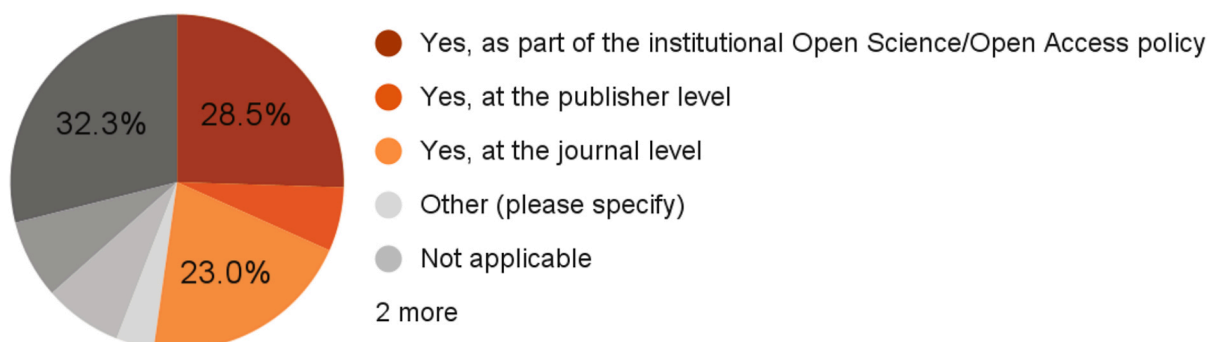 32.3%
28.5%
23.0%
Yes, as part of the institutional Open Science/Open Access policy
Yes, at the publisher level
Yes, at the journal level
Other (please specify)
Not applicable
2 more